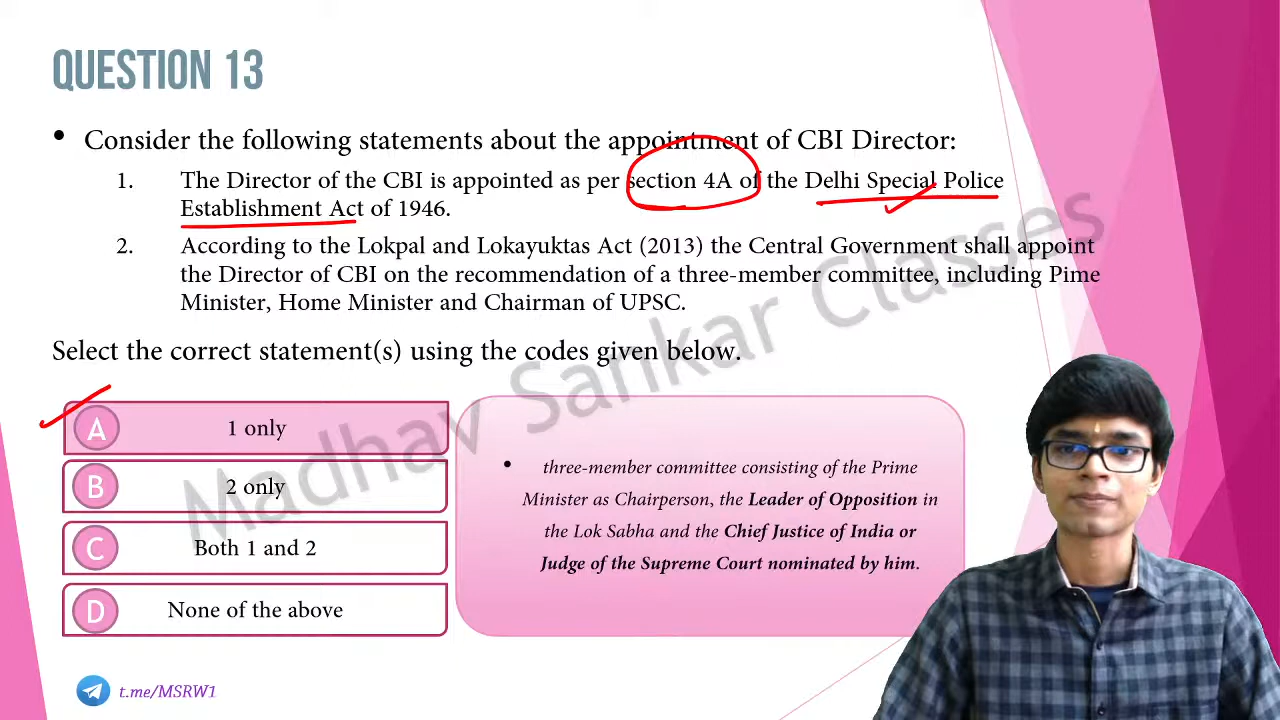 QUESTION 13
• Consider the following statements about the appointment of CBI Director:
1. The Director of the CBI is appointed as per section 4A of the Delhi Special Police
Establishment Act of 1946.
2. According to the Lokpal and Lokayuktas Act (2013) the Central Government shall appoint
the Director of CBI on the recommendation of a three-member committee, including Pime
Minister, Home Minister and Chairman of UPSC.
Select the correct statement(s) using the codes given below.
A 1 only
B 2 only
C Both 1 and 2
D None of the above
• three-member committee consisting of the Prime
Minister as Chairperson, the Leader of Opposition in
the Lok Sabha and the Chief Justice of India or
Judge of the Supreme Court nominated by him.
Madhav Sankar Classes
t.me/MSRW1